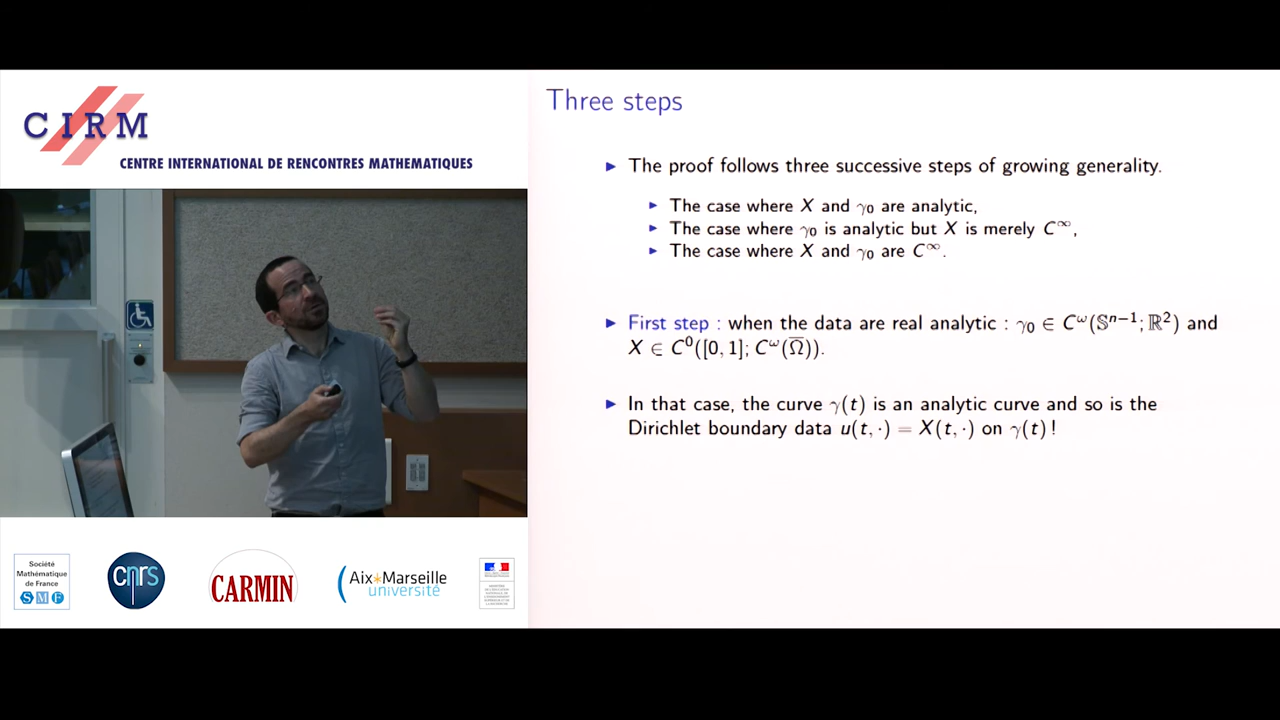 CIRM
CENTRE INTERNATIONAL DE RENCONTRES MATHEMATIQUES
Three steps
▶ The proof follows three successive steps of growing generality.
▶ The case where X and γ₀ are analytic,
▶ The case where γ₀ is analytic but X is merely C^∞,
▶ The case where X and γ₀ are C^∞.
▶ First step : when the data are real analytic : γ₀ ∈ C^ω(𝕊^{n−1}; ℝ²) and
X ∈ C⁰([0, 1]; C^ω(Ω̅)).
▶ In that case, the curve γ(t) is an analytic curve and so is the
Dirichlet boundary data u(t, ·) = X(t, ·) on γ(t) !
Société
Mathématique
de France
SMF
cnrs
CARMIN
Aix*Marseille
université